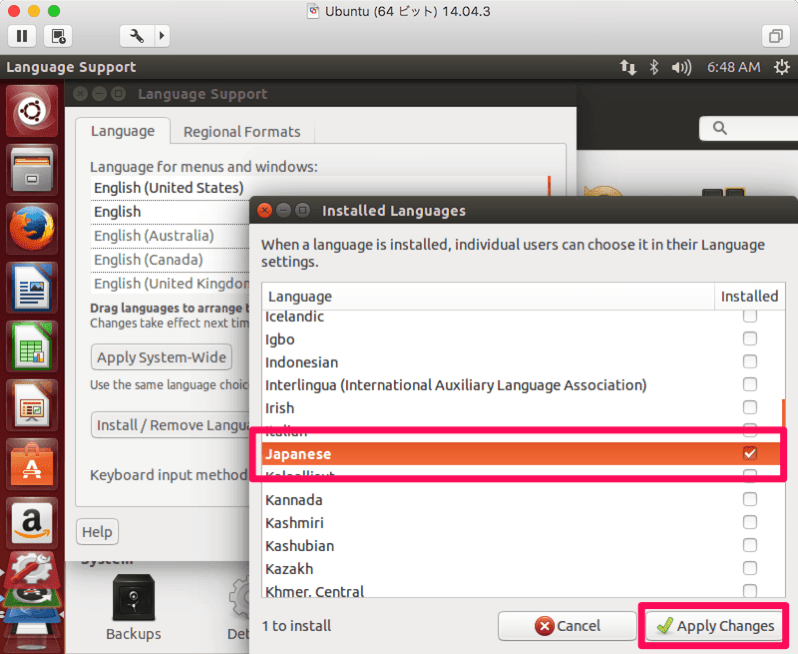 Ubuntu (64 ビット) 14.04.3
Language Support
6:48 AM
Language Support
Language
Regional Formats
Language for menus and windows:
English (United States)
English
English (Australia)
English (Canada)
English (United Kingdom
Drag languages to arrange
Changes take effect next tim
Apply System-Wide
Use the same language choic
Install / Remove Langua
Keyboard input method
Help
System
Backups
Det
Installed Languages
When a language is installed, individual users can choose it in their Language
settings.
Language
Installed
Icelandic
Igbo
Indonesian
Interlingua (International Auxiliary Language Association)
Irish
Italian
Japanese
Kalaallisut
Kannada
Kashmiri
Kashubian
Kazakh
Khmer, Central
1 to install
Cancel
Apply Changes